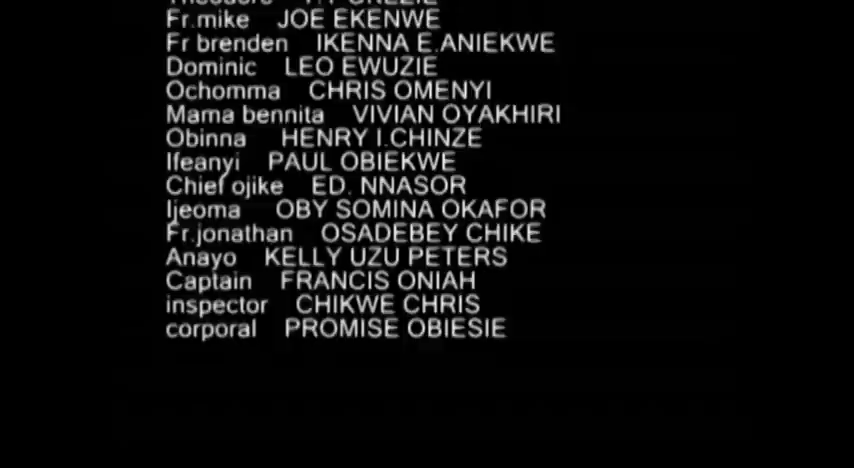 Fr.mike JOE EKENWE
Fr brenden IKENNA E.ANIEKWE
Dominic LEO EWUZIE
Ochomma CHRIS OMENYI
Mama bennita VIVIAN OYAKHIRI
Obinna HENRY I.CHINZE
Ifeanyi PAUL OBIEKWE
Chief ojike ED. NNASOR
Ijeoma OBY SOMINA OKAFOR
Fr.jonathan OSADEBEY CHIKE
Anayo KELLY UZU PETERS
Captain FRANCIS ONIAH
inspector CHIKWE CHRIS
corporal PROMISE OBIESIE